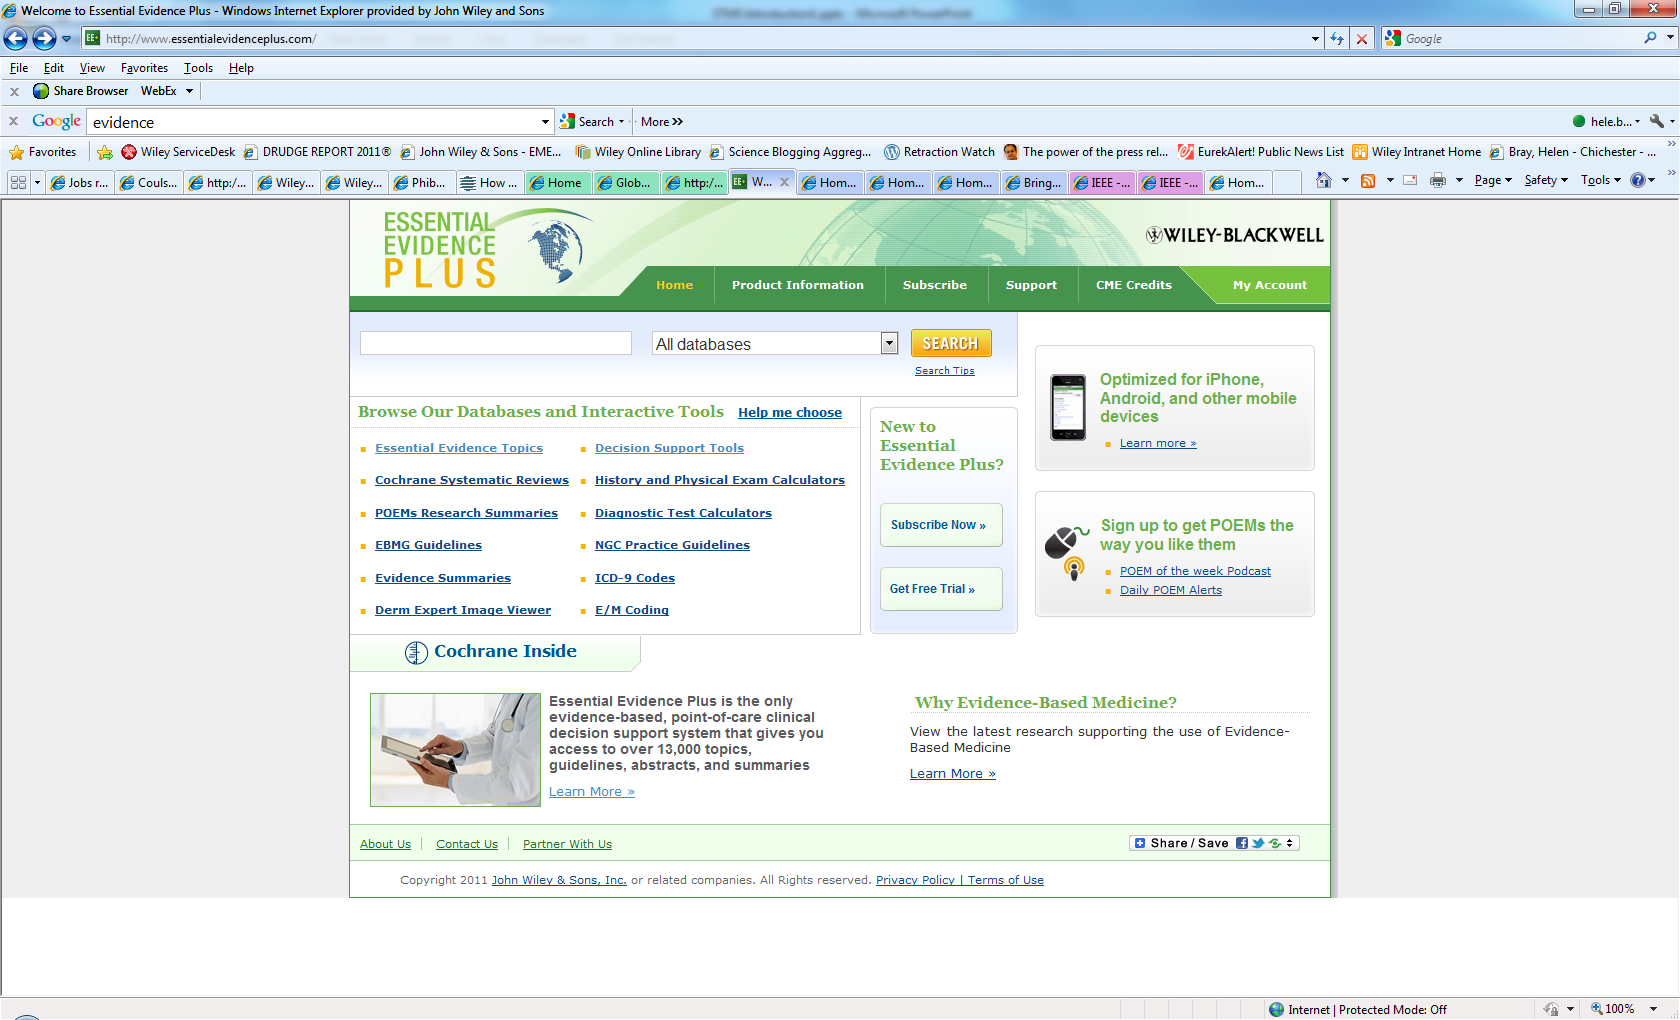 Welcome to Essential Evidence Plus - Windows Internet Explorer provided by John Wiley and Sons
http://www.essentialevidenceplus.com/
Google
File Edit View Favorites Tools Help
x Share Browser WebEx
x Google evidence Search More >> hele.b...
Favorites Wiley ServiceDesk DRUDGE REPORT 2011® John Wiley & Sons - EME... Wiley Online Library Science Blogging Aggreg... Retraction Watch The power of the press rel... EurekAlert! Public News List Wiley Intranet Home Bray, Helen - Chichester - ...
Jobs r... Couls... http:/... Wiley... Wiley... Phib... How ... Home Glob... http:/... EE+ W... Hom... Hom... Hom... Bring... IEEE -... IEEE -... Hom... Page Safety Tools
ESSENTIAL
EVIDENCE
PLUS
WILEY-BLACKWELL
Home Product Information Subscribe Support CME Credits My Account
All databases SEARCH
Search Tips
Browse Our Databases and Interactive Tools Help me choose
Essential Evidence Topics Decision Support Tools
Cochrane Systematic Reviews History and Physical Exam Calculators
POEMs Research Summaries Diagnostic Test Calculators
EBMG Guidelines NGC Practice Guidelines
Evidence Summaries ICD-9 Codes
Derm Expert Image Viewer E/M Coding
New to
Essential
Evidence Plus?
Subscribe Now »
Get Free Trial »
Optimized for iPhone,
Android, and other mobile
devices
Learn more »
Sign up to get POEMs the
way you like them
POEM of the week Podcast
Daily POEM Alerts
Cochrane Inside
Essential Evidence Plus is the only
evidence-based, point-of-care clinical
decision support system that gives you
access to over 13,000 topics,
guidelines, abstracts, and summaries
Learn More »
Why Evidence-Based Medicine?
View the latest research supporting the use of Evidence-
Based Medicine
Learn More »
About Us Contact Us Partner With Us
Share / Save
Copyright 2011 John Wiley & Sons, Inc. or related companies. All Rights reserved. Privacy Policy | Terms of Use
Internet | Protected Mode: Off
100%